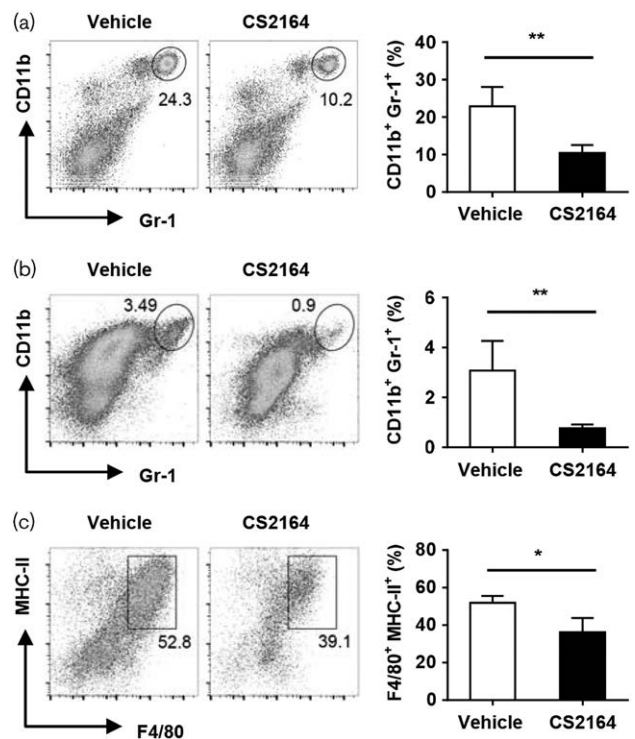 (a)
Vehicle
CS2164
CD11b
24.3
10.2
Gr-1
CD11b⁺ Gr-1⁺ (%)
40
30
20
10
0
**
Vehicle
CS2164
(b)
Vehicle
CS2164
CD11b
3.49
0.9
Gr-1
CD11b⁺ Gr-1⁺ (%)
6
4
2
0
**
Vehicle
CS2164
(c)
Vehicle
CS2164
MHC-II
52.8
39.1
F4/80
F4/80⁺ MHC-II⁺ (%)
80
60
40
20
0
*
Vehicle
CS2164